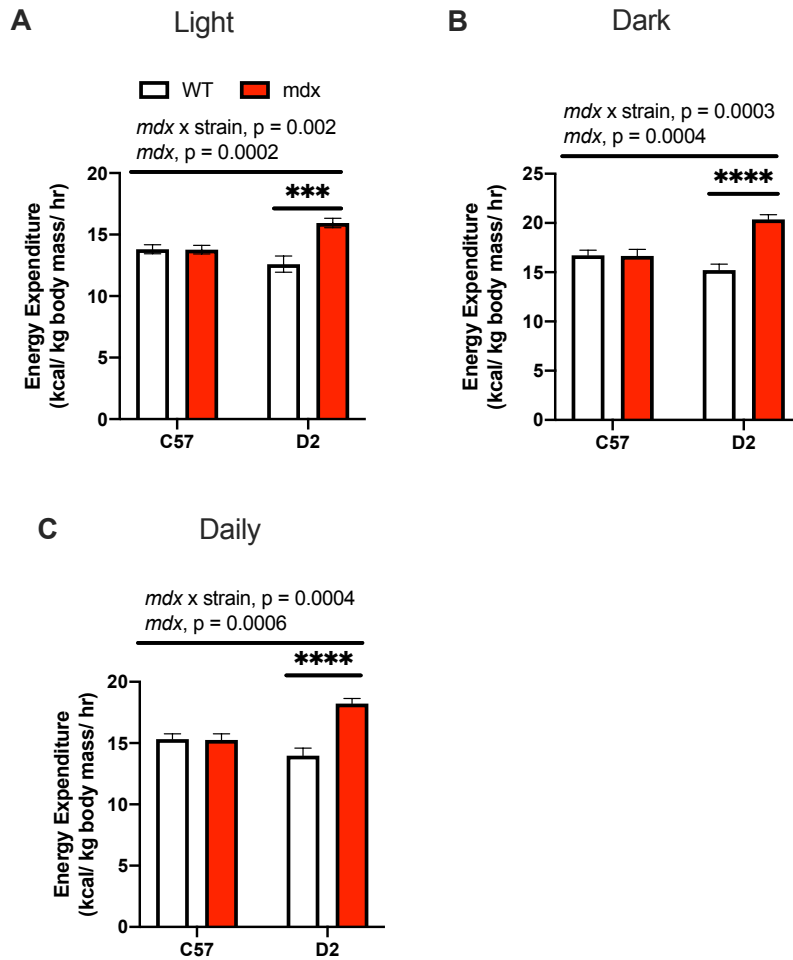 A
Light
WT mdx
mdx x strain, p = 0.002
mdx, p = 0.0002
***
20
15
10
5
0
Energy Expenditure
(kcal/ kg body mass/ hr)
C57 D2
B
Dark
mdx x strain, p = 0.0003
mdx, p = 0.0004
****
25
20
15
10
5
0
Energy Expenditure
(kcal/ kg body mass/ hr)
C57 D2
C
Daily
mdx x strain, p = 0.0004
mdx, p = 0.0006
****
20
15
10
5
0
Energy Expenditure
(kcal/ kg body mass/ hr)
C57 D2